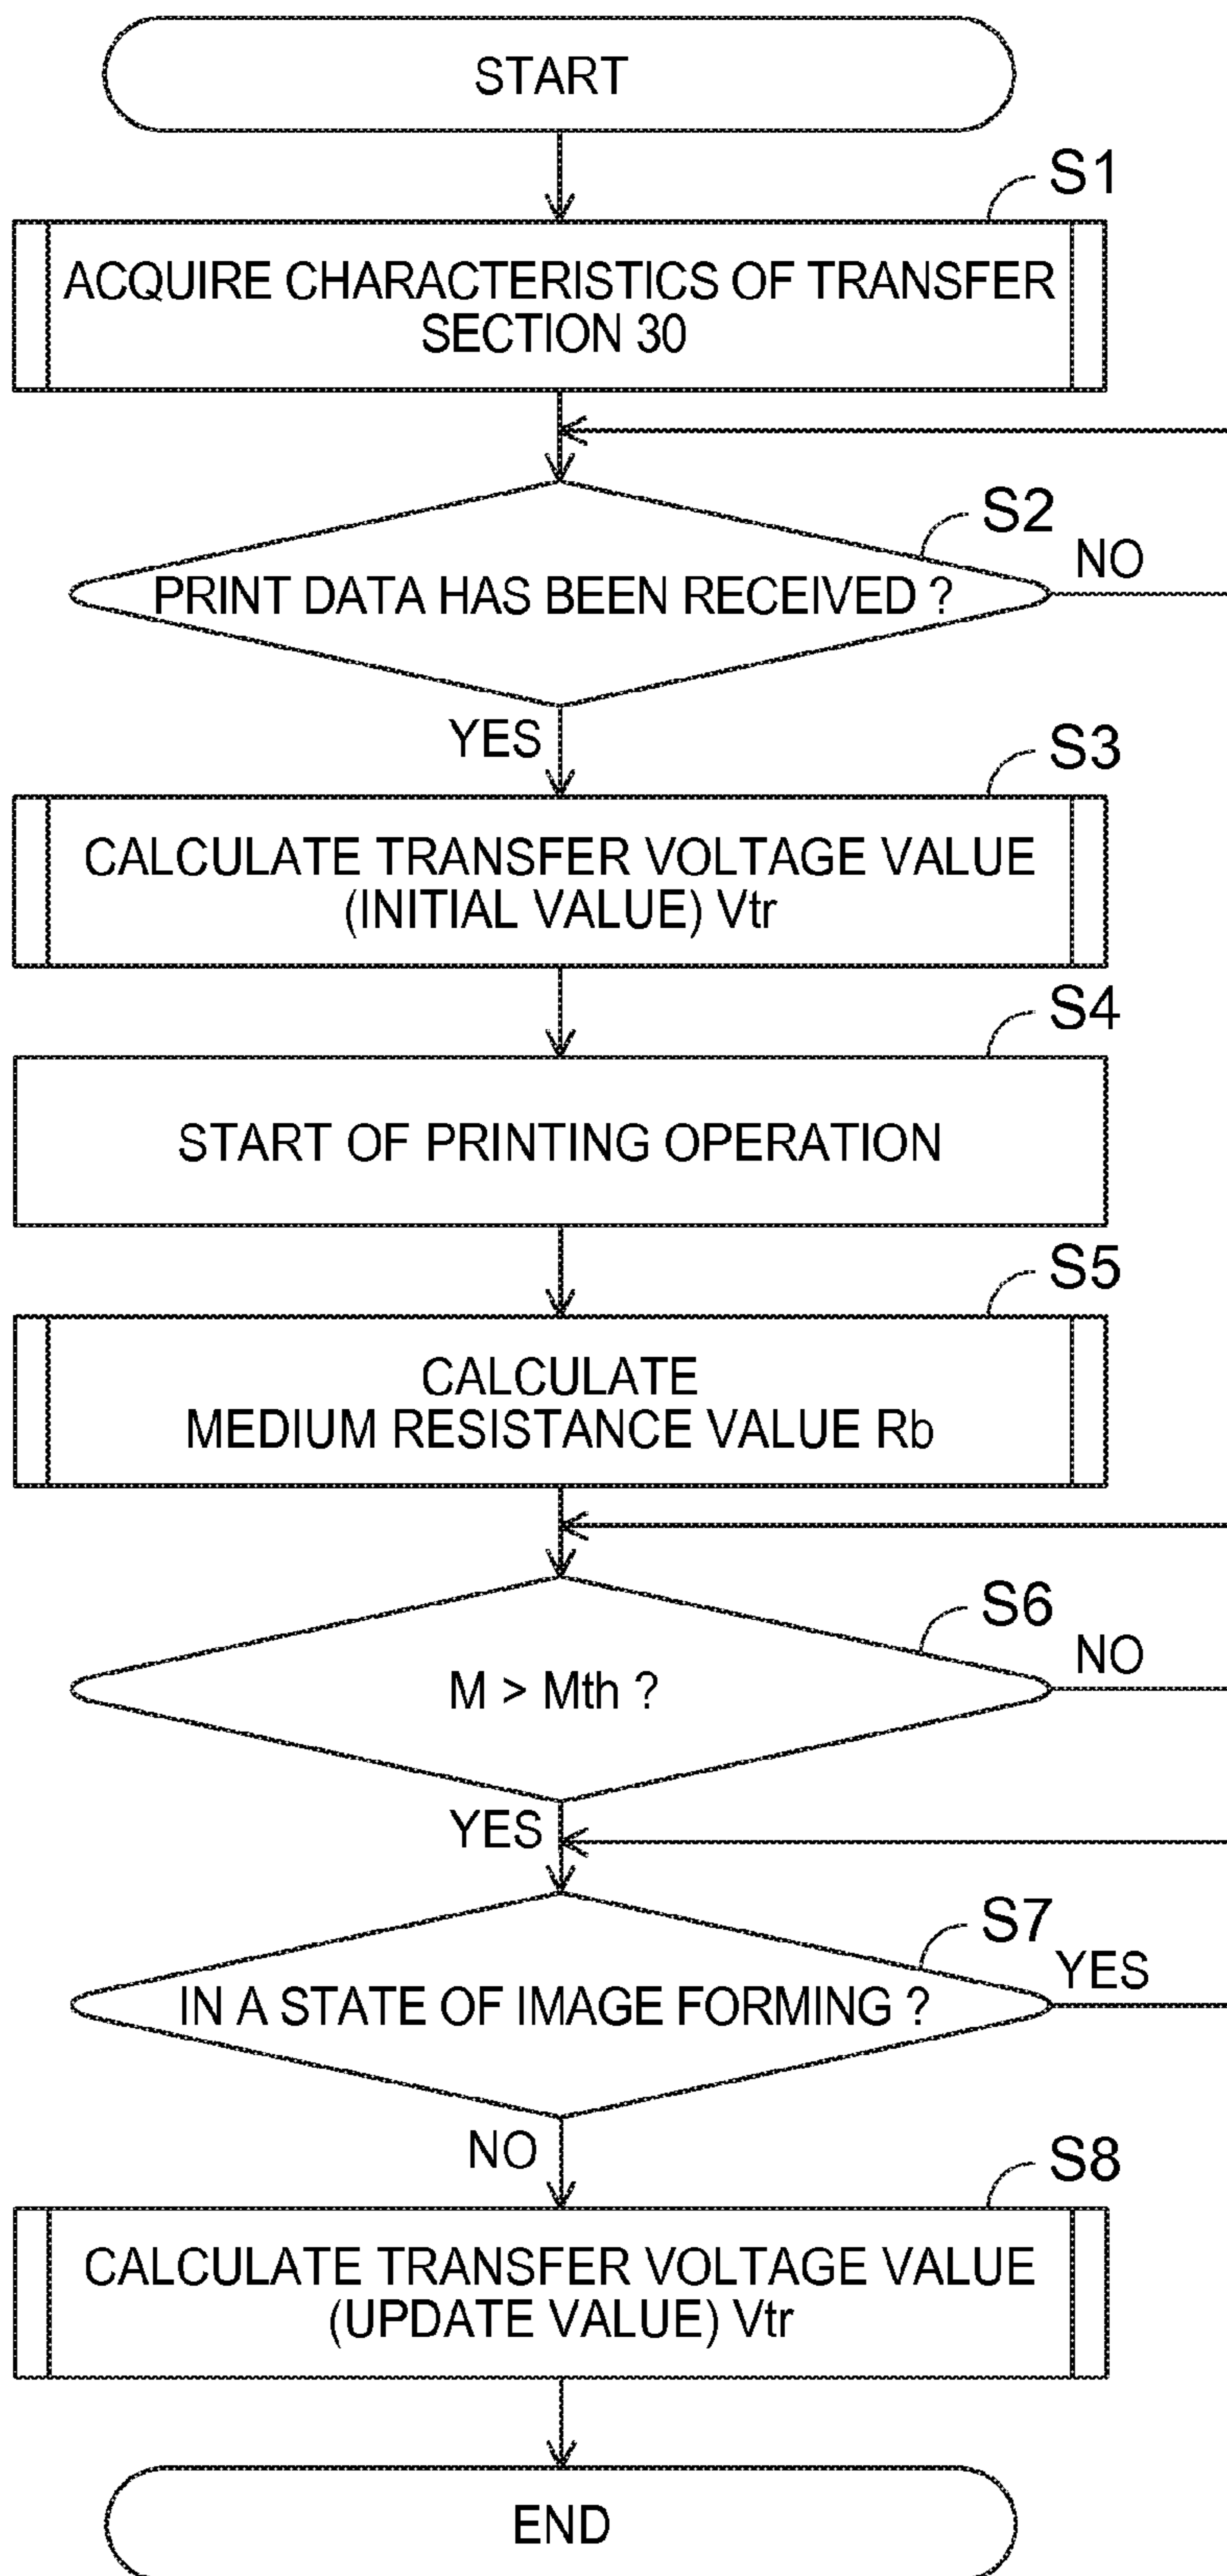 START
S1
ACQUIRE CHARACTERISTICS OF TRANSFER
SECTION 30
S2
PRINT DATA HAS BEEN RECEIVED ?
NO
YES
S3
CALCULATE TRANSFER VOLTAGE VALUE
(INITIAL VALUE) Vtr
S4
START OF PRINTING OPERATION
S5
CALCULATE
MEDIUM RESISTANCE VALUE Rb
S6
M > Mth ?
NO
YES
S7
IN A STATE OF IMAGE FORMING ?
YES
NO
S8
CALCULATE TRANSFER VOLTAGE VALUE
(UPDATE VALUE) Vtr
END